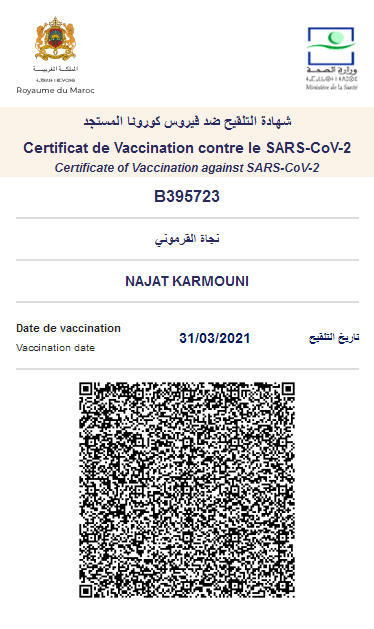 المملكة المغربية
ⵜⴰⴳⵍⴷⵉⵜ ⵏ ⵍⵎⵖⵔⵉⴱ
Royaume du Maroc
وزارة الصحة
Ministère de la Santé
شهادة التلقيح ضد فيروس كورونا المستجد
Certificat de Vaccination contre le SARS-CoV-2
Certificate of Vaccination against SARS-CoV-2
B395723
نجاة القرموني
NAJAT KARMOUNI
Date de vaccination
Vaccination date
31/03/2021
تاريخ التلقيح